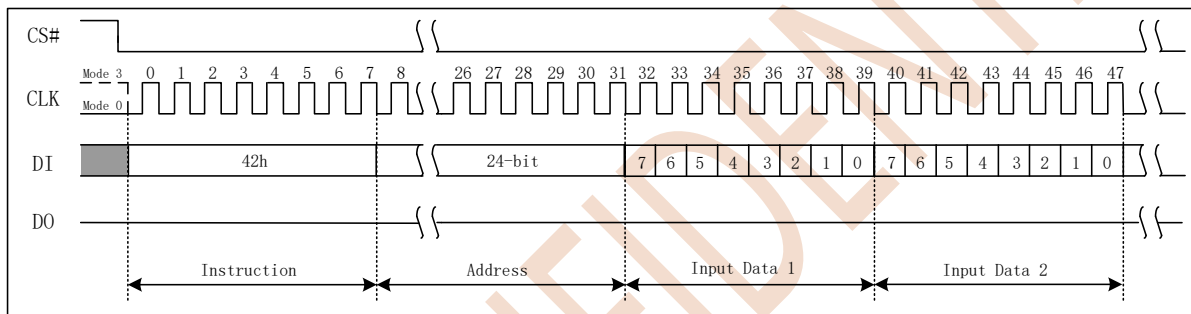 CS#
Mode 3 0 1 2 3 4 5 6 7 8 26 27 28 29 30 31 32 33 34 35 36 37 38 39 40 41 42 43 44 45 46 47
CLK
Mode 0
DI 42h 24-bit 7 6 5 4 3 2 1 0 7 6 5 4 3 2 1 0
DO
Instruction Address Input Data 1 Input Data 2